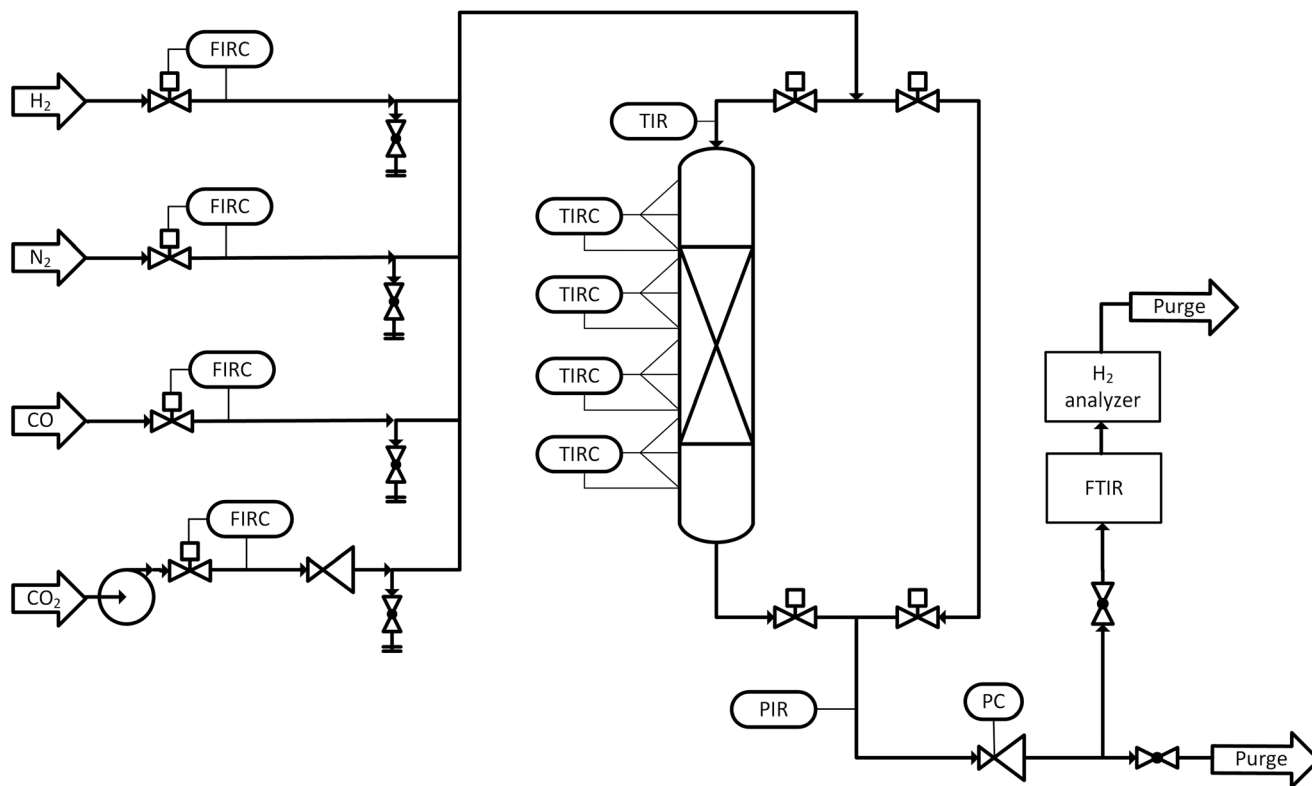 FIRC
H₂
TIR
FIRC
TIRC
N₂
TIRC
Purge
FIRC
TIRC
H₂
analyzer
CO
TIRC
FTIR
FIRC
CO₂
PIR
PC
Purge